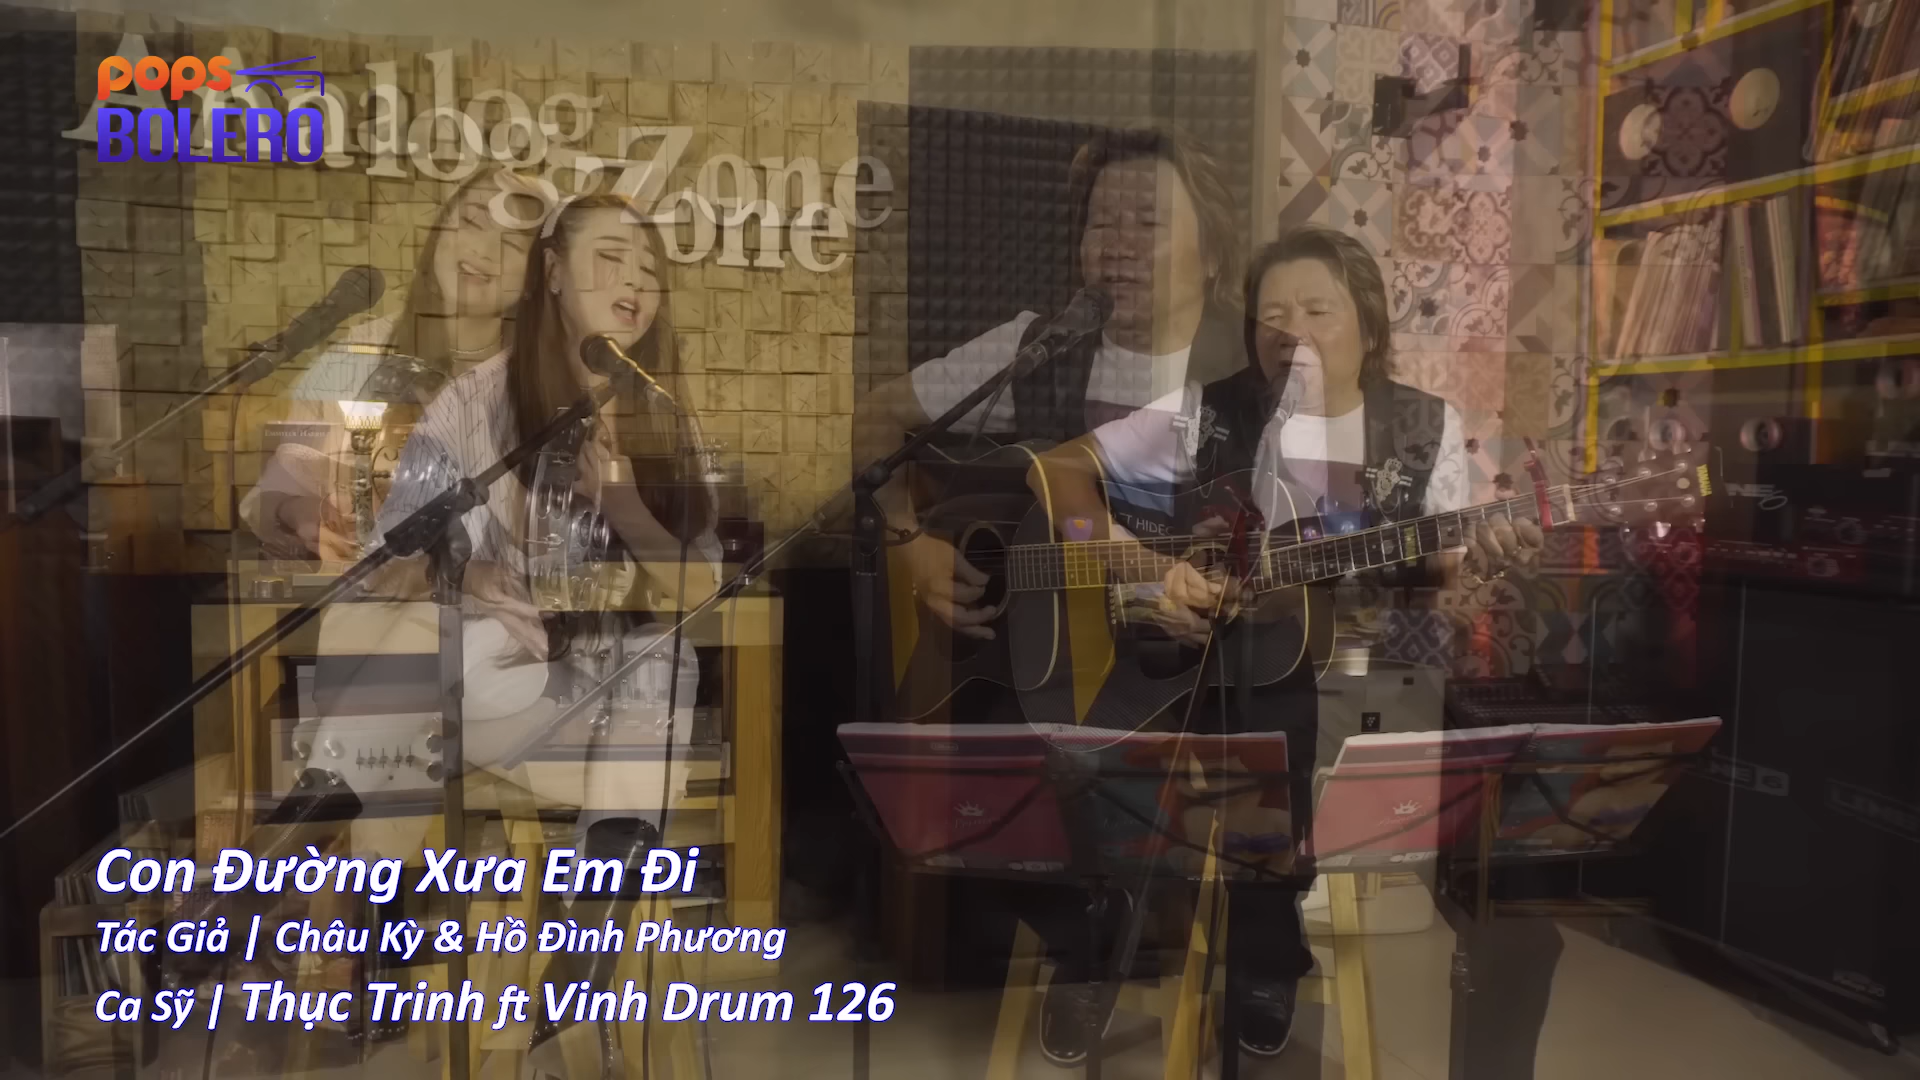 pops
BOLERO
Analog Zone
Zone
Con Đường Xưa Em Đi
Tác Giả | Châu Kỳ & Hồ Đình Phương
Ca Sỹ | Thục Trinh ft Vinh Drum 126